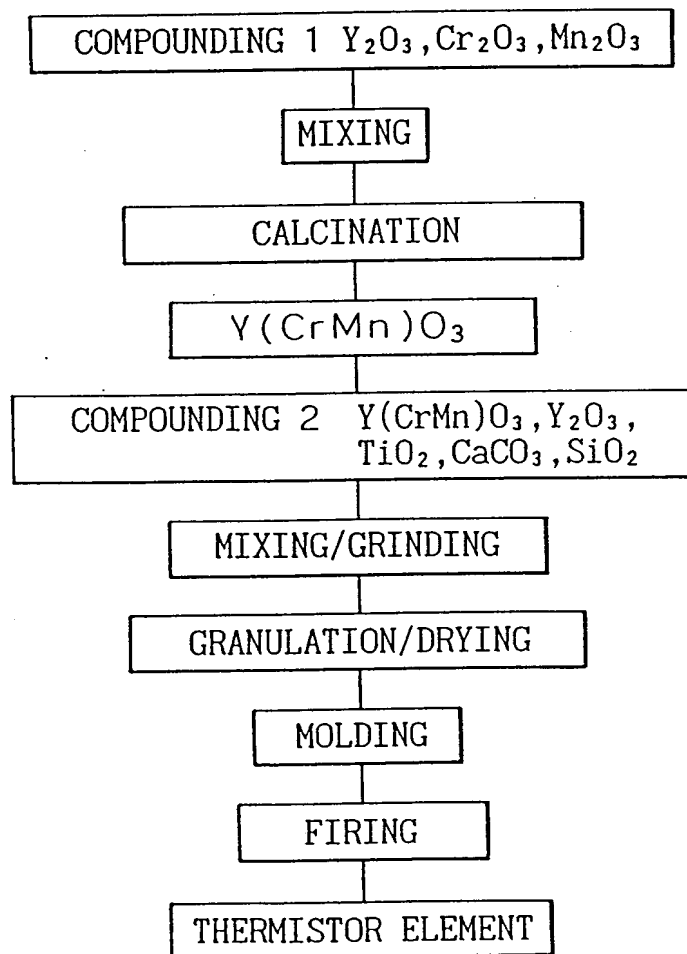 COMPOUNDING 1 Y₂O₃,Cr₂O₃,Mn₂O₃
MIXING
CALCINATION
Y(CrMn)O₃
COMPOUNDING 2 Y(CrMn)O₃,Y₂O₃,
TiO₂,CaCO₃,SiO₂
MIXING/GRINDING
GRANULATION/DRYING
MOLDING
FIRING
THERMISTOR ELEMENT